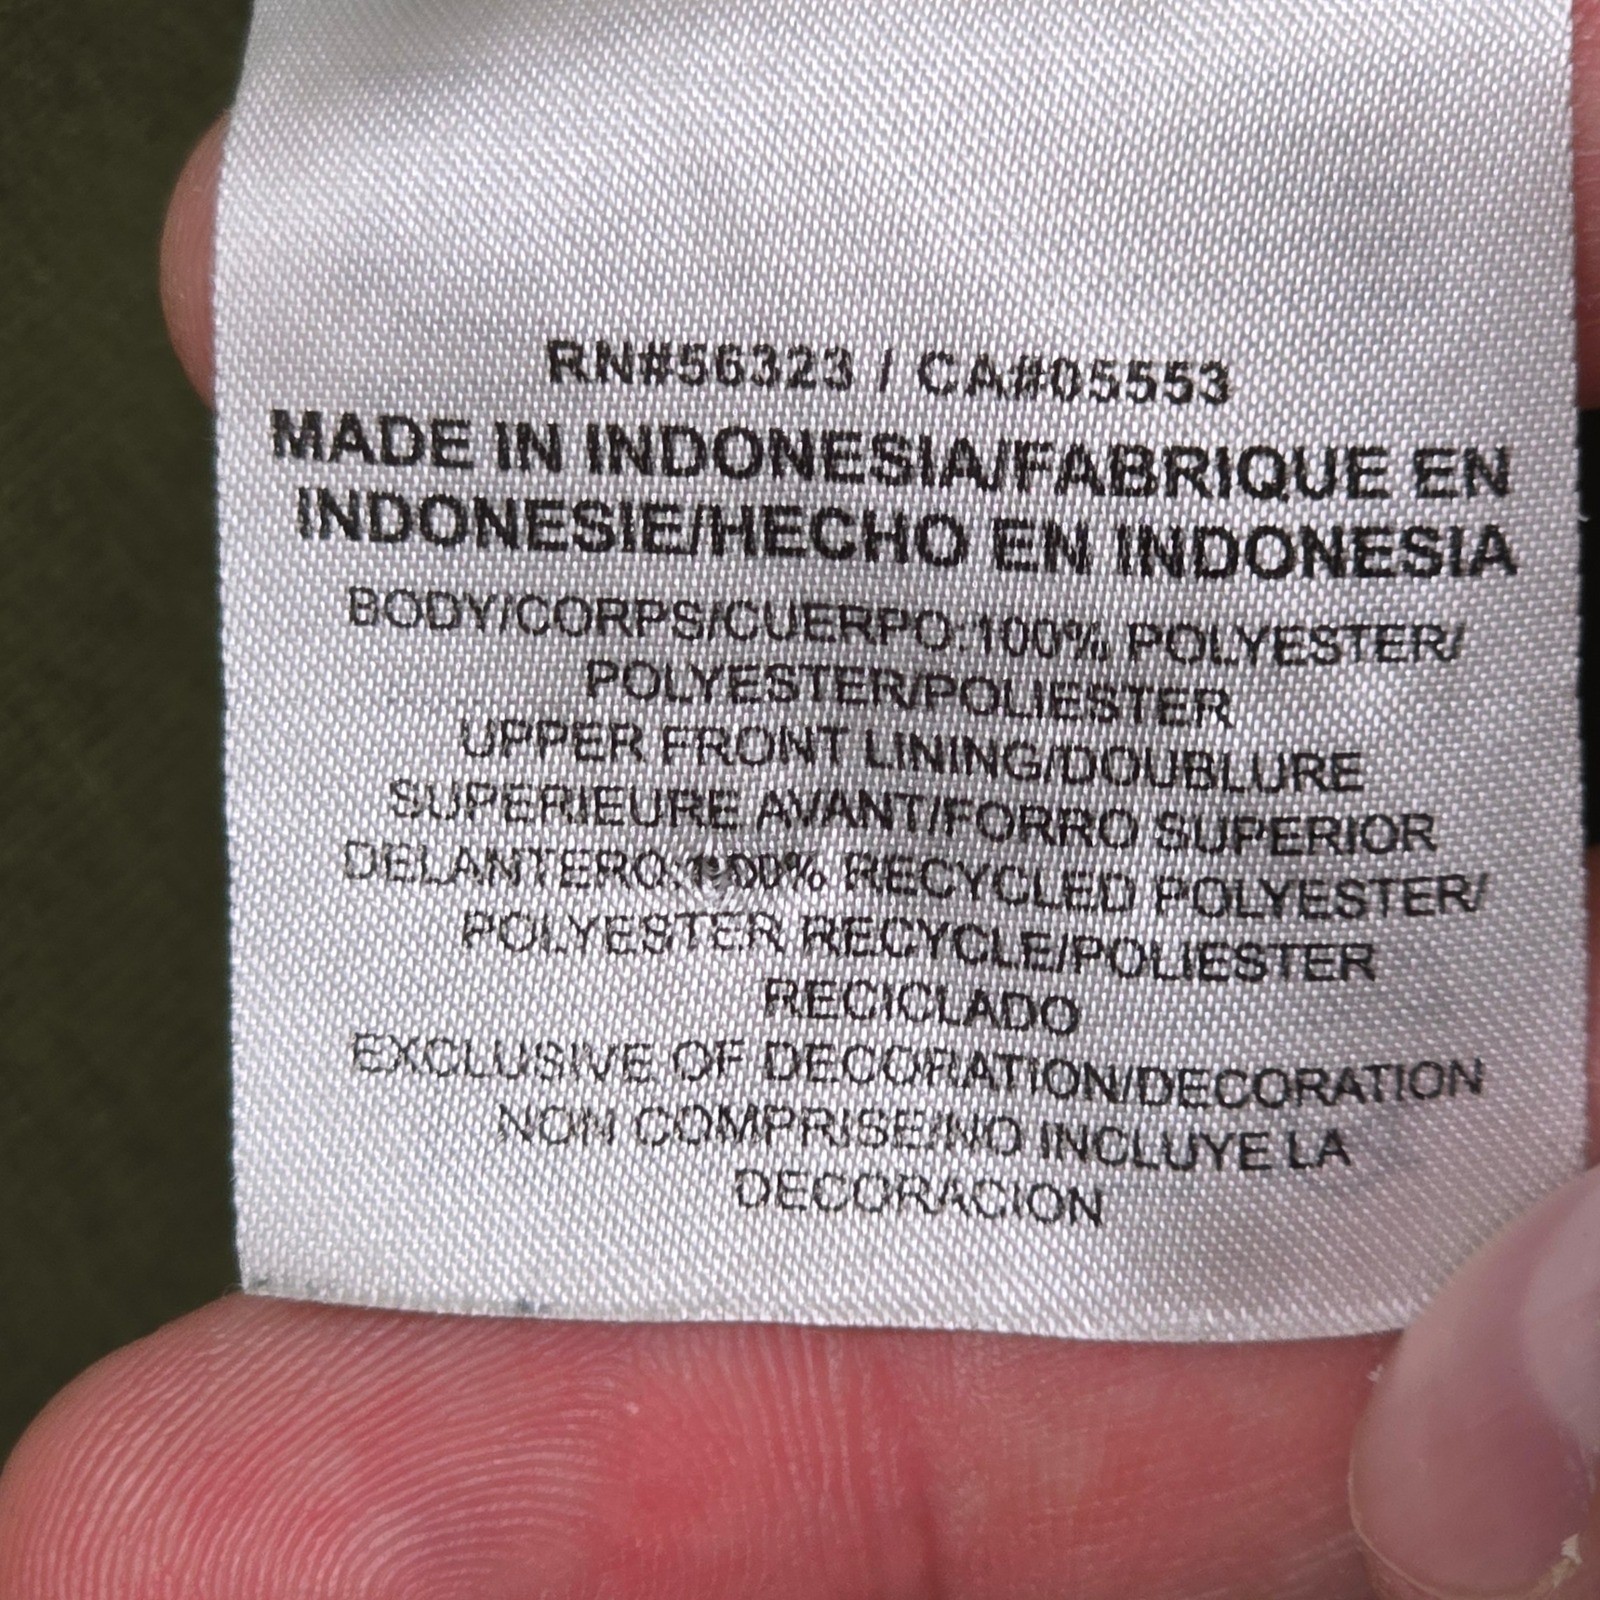 RN#56323 / CA#05553
MADE IN INDONESIA/FABRIQUE EN
INDONESIE/HECHO EN INDONESIA
BODY/CORPS/CUERPO:100% POLYESTER/
POLYESTER/POLIESTER
UPPER FRONT LINING/DOUBLURE
SUPERIEURE AVANT/FORRO SUPERIOR
DELANTERO:100% RECYCLED POLYESTER/
POLYESTER RECYCLE/POLIESTER
RECICLADO
EXCLUSIVE OF DECORATION/DECORATION
NON COMPRISE/NO INCLUYE LA
DECORACION